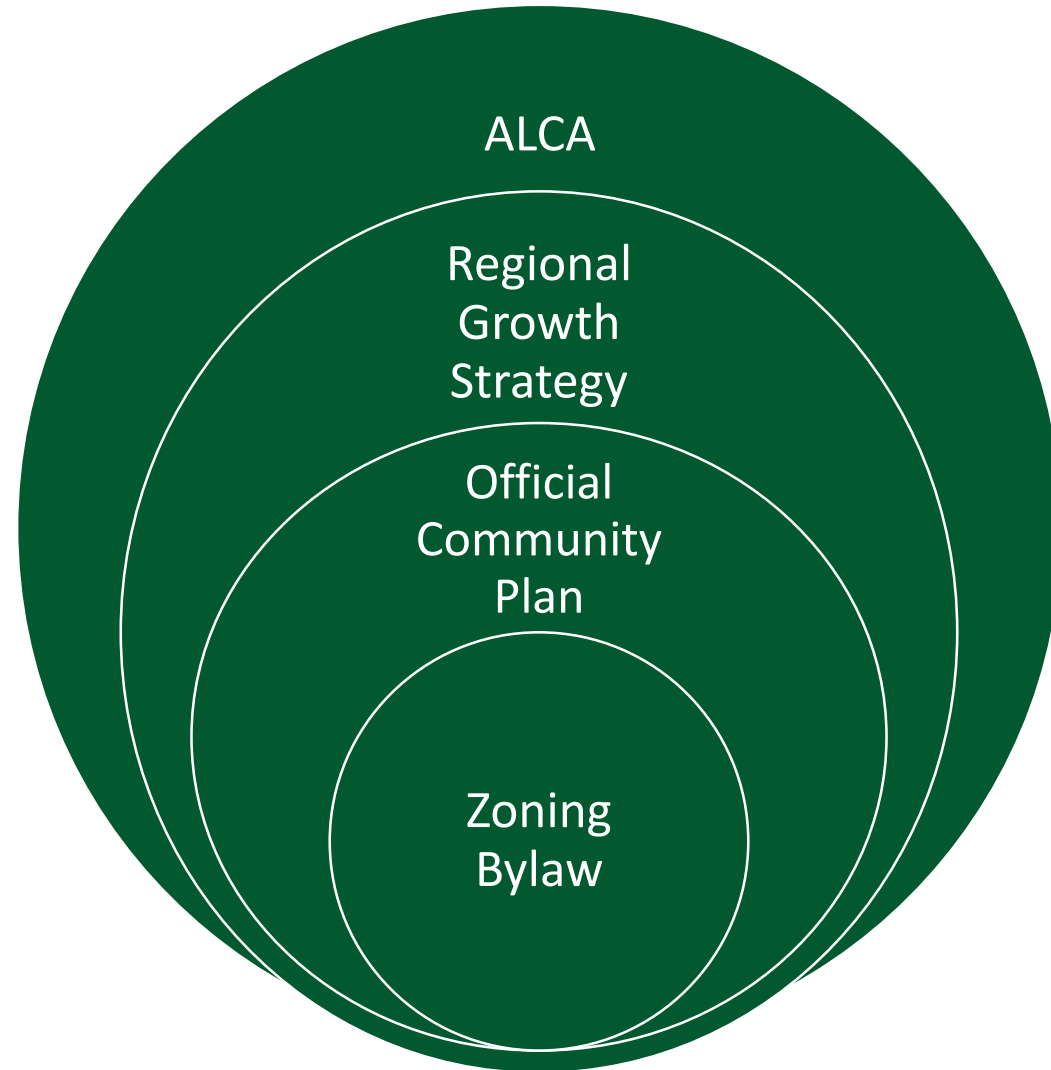 ALCA
Regional
Growth
Strategy
Official
Community
Plan
Zoning
Bylaw